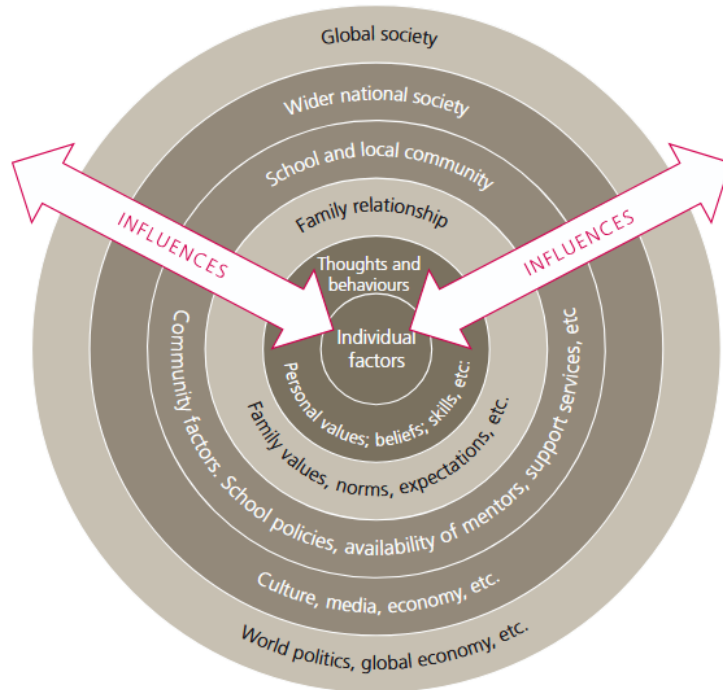 Global society
Wider national society
School and local community
Family relationship
Thoughts and
behaviours
INFLUENCES
INFLUENCES
Individual
factors
Personal values; beliefs; skills, etc:
Family values, norms, expectations, etc.
Community factors. School policies, availability of mentors, support services, etc
Culture, media, economy, etc.
World politics, global economy, etc.